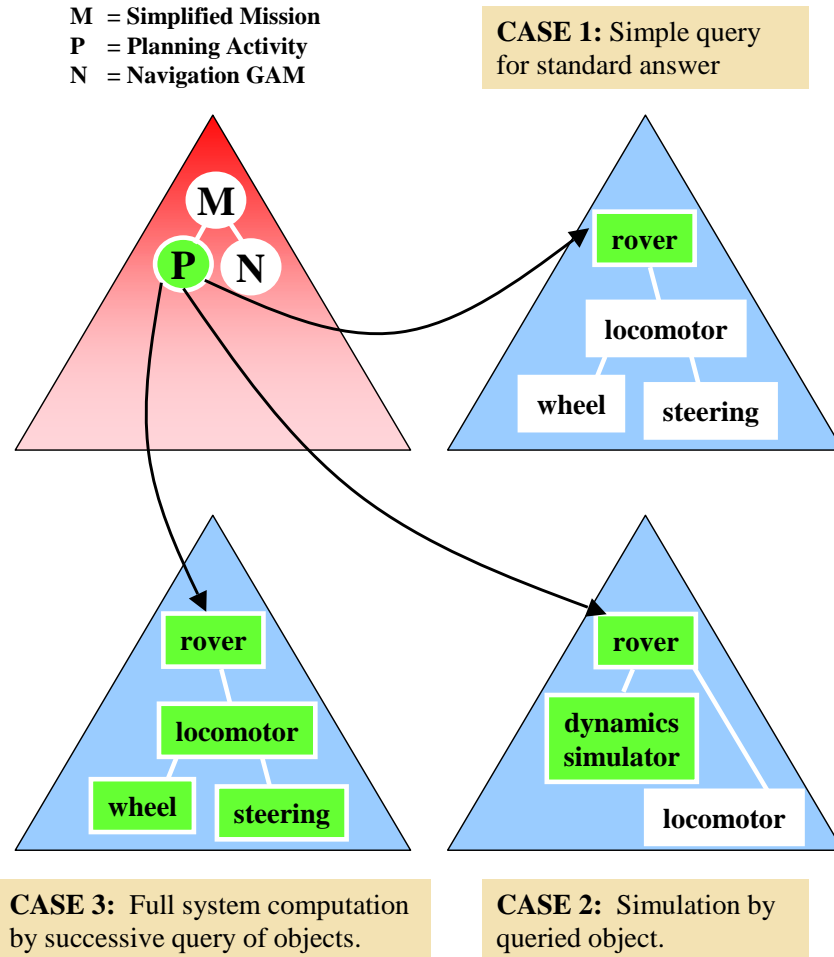 M = Simplified Mission
P = Planning Activity
N = Navigation GAM
CASE 1: Simple query
for standard answer
M
P
N
rover
locomotor
wheel
steering
rover
locomotor
wheel
steering
rover
dynamics
simulator
locomotor
CASE 3: Full system computation
by successive query of objects.
CASE 2: Simulation by
queried object.